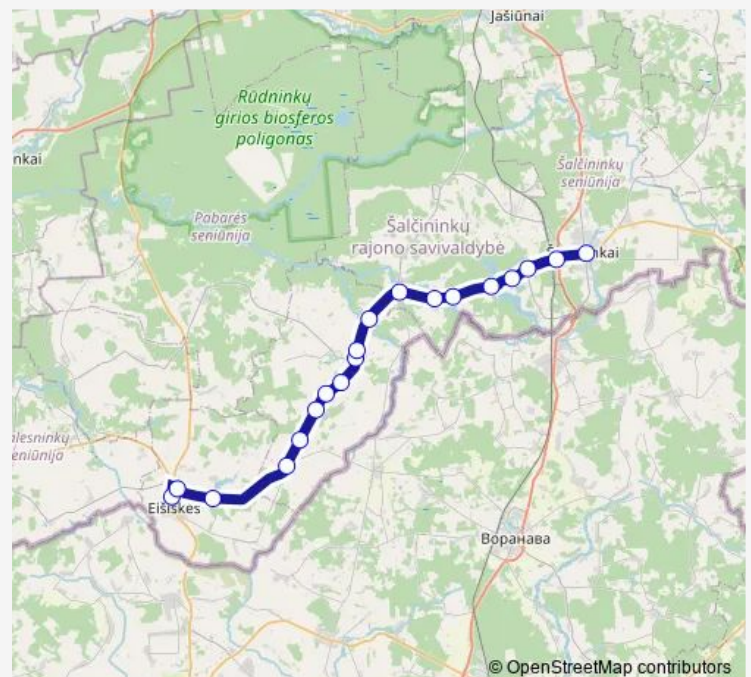 Jašiūnai
Rūdninkų
girios biosferos
poligonas
nkai
Šalčininkų
seniūnija
Pabarės
seniūnija
Šalčininkų
rajono savivaldybė
nkai
alesninkų
seniūnija
Eišiškės
Воранава
© OpenStreetMap contributors